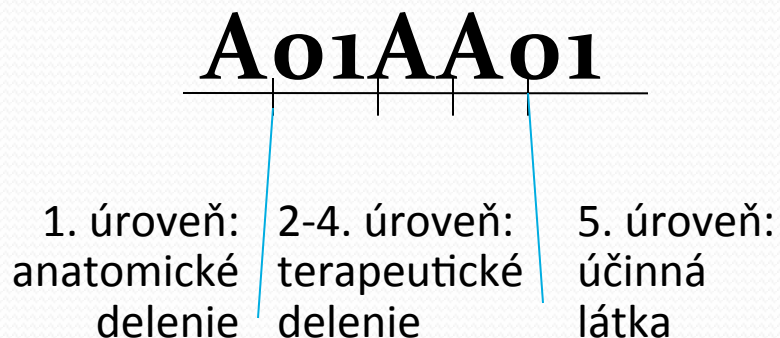 A01AA01
1. úroveň:
anatomické
delenie
2-4. úroveň:
terapeutické
delenie
5. úroveň:
účinná
látka